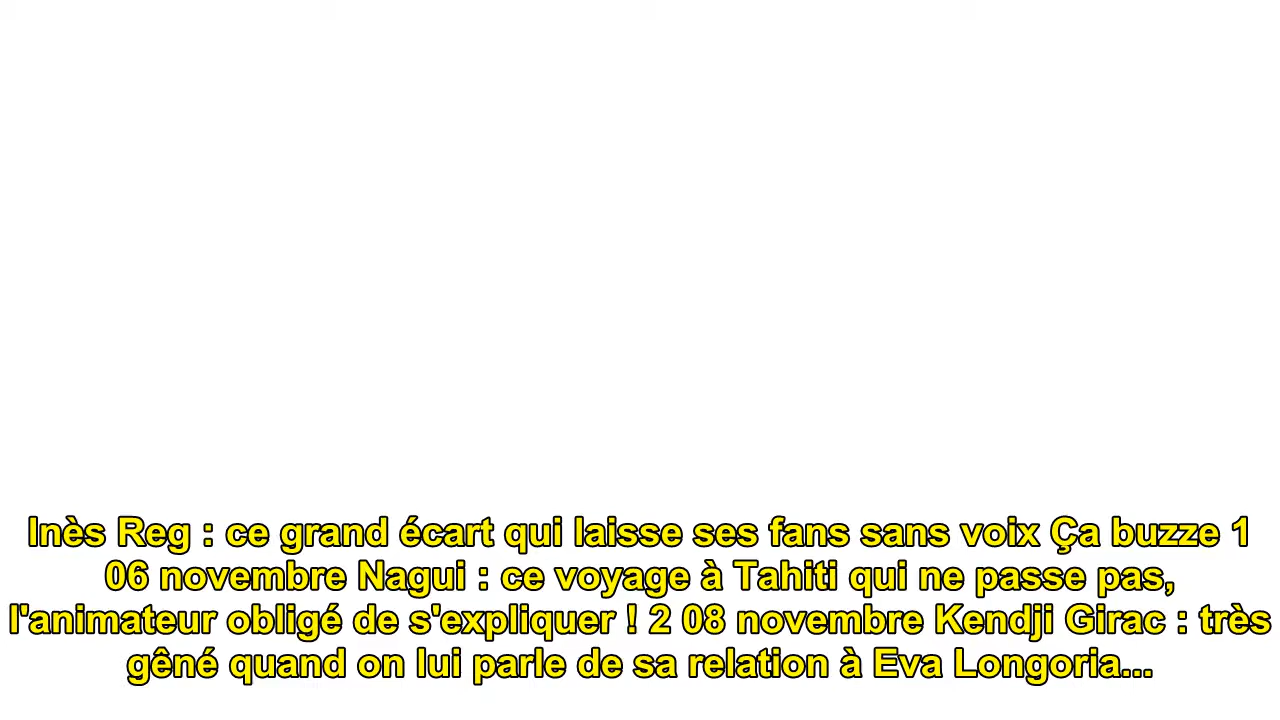 Inès Reg : ce grand écart qui laisse ses fans sans voix Ça buzze 1
06 novembre Nagui : ce voyage à Tahiti qui ne passe pas,
l'animateur obligé de s'expliquer ! 2 08 novembre Kendji Girac : très
gêné quand on lui parle de sa relation à Eva Longoria...